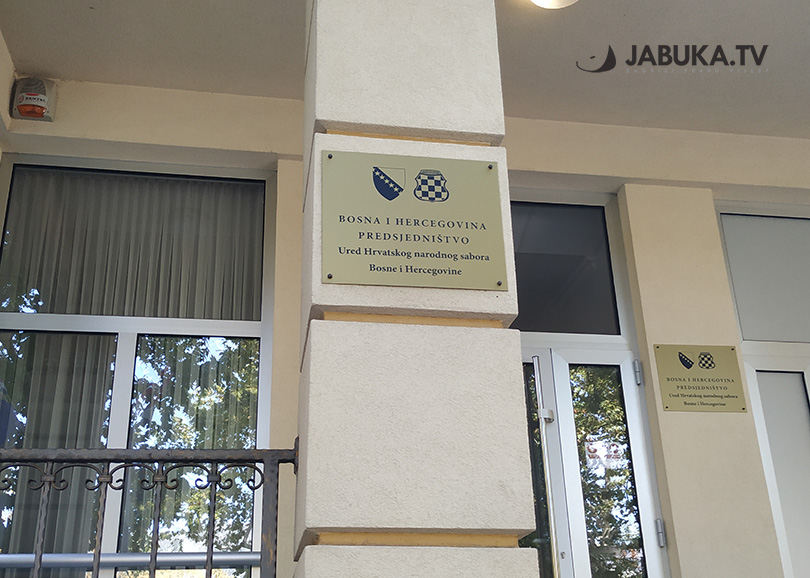 JABUKA.TV
BOSNA I HERCEGOVINA
PREDSJEDNIŠTVO
Ured Hrvatskog narodnog sabora
Bosne i Hercegovine
BOSNA I HERCEGOVINA
PREDSJEDNIŠTVO
Ured Hrvatskog narodnog sabora
Bosne i Hercegovine